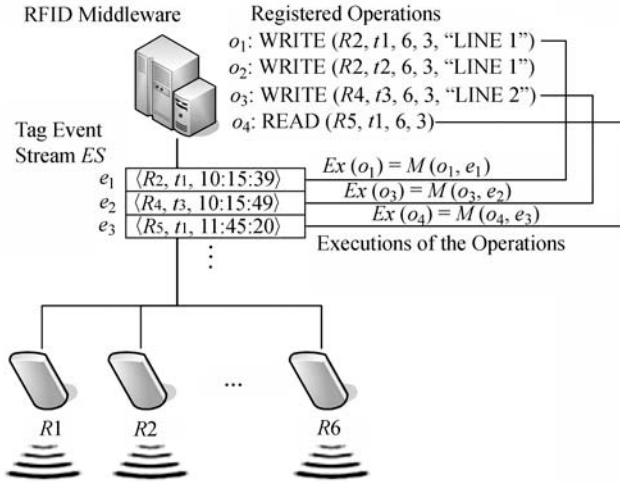 RFID Middleware
Registered Operations
o1: WRITE (R2, t1, 6, 3, “LINE 1”)
o2: WRITE (R2, t2, 6, 3, “LINE 1”)
o3: WRITE (R4, t3, 6, 3, “LINE 2”)
o4: READ (R5, t1, 6, 3)
Tag Event
Stream ES
e1 ⟨R2, t1, 10:15:39⟩ Ex (o1) = M (o1, e1)
e2 ⟨R4, t3, 10:15:49⟩ Ex (o3) = M (o3, e2)
e3 ⟨R5, t1, 11:45:20⟩ Ex (o4) = M (o4, e3)
Executions of the Operations
⋮
...
R1 R2 R6